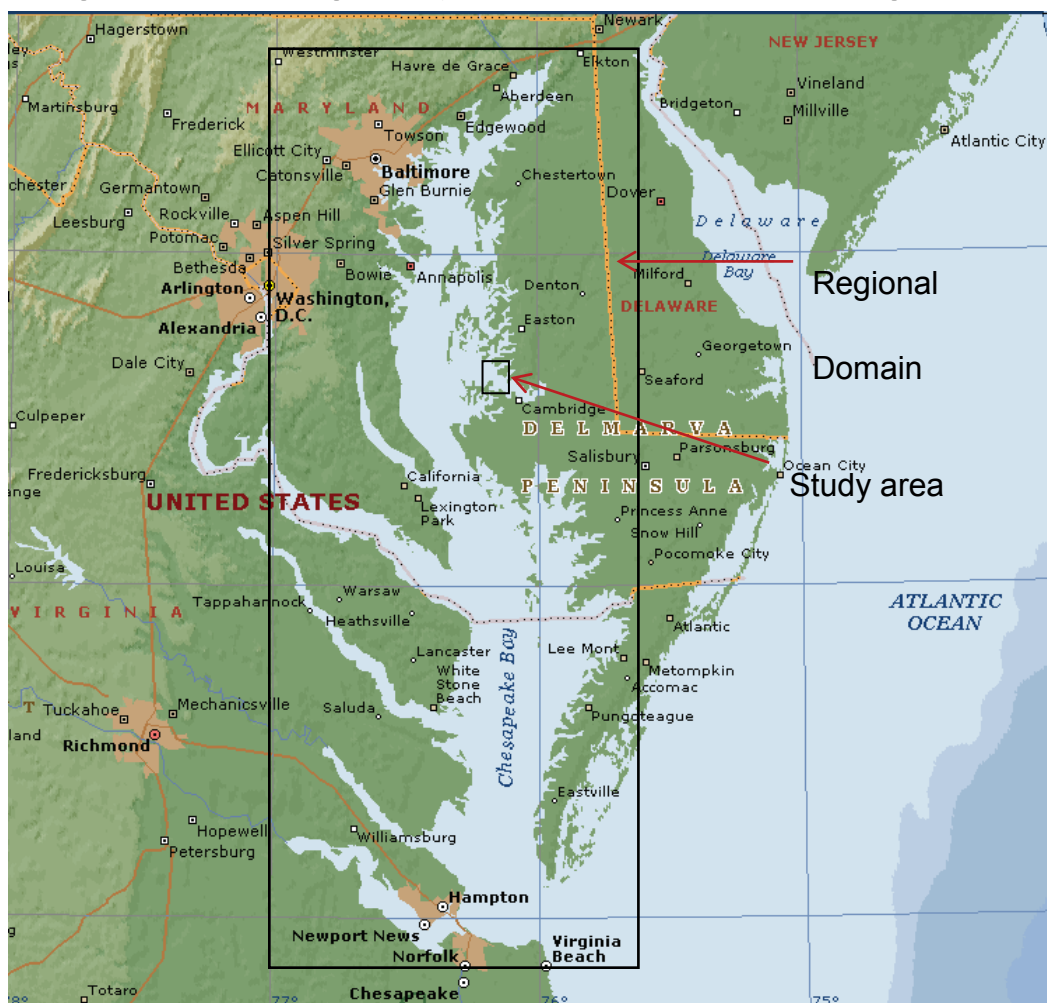 Hagerstown
Newark
Westminster
Elkton
NEW JERSEY
Havre de Grace
Vineland
Martinsburg
Aberdeen
Bridgeton
Millville
MARYLAND
Frederick
Towson
Edgewood
Atlantic City
Ellicott City
Baltimore
Catonsville
chester
Germantown
Glen Burnie
Chestertown
Dover
Leesburg
Rockville
Aspen Hill
Delaware
Potomac
Silver Spring
Bethesda
Bowie
Annapolis
Delaware
Bay
Milford
Regional
Arlington
Washington,
D.C.
Denton
DELAWARE
Alexandria
Easton
Georgetown
Dale City
Seaford
Domain
Culpeper
Cambridge
DELMARVA
Parsonsburg
Salisbury
Ocean City
Fredericksburg
California
PENINSULA
Study area
ange
UNITED STATES
Lexington
Park
Princess Anne
Snow Hill
Pocomoke City
Louisa
Warsaw
VIRGINIA
Tappahannock
Heathsville
ATLANTIC
OCEAN
Atlantic
Lancaster
Lee Mont
Metompkin
White
Stone
Beach
Accomac
Chesapeake Bay
T
Tuckahoe
Mechanicsville
Saluda
Pungoteague
land
Richmond
Eastville
Hopewell
Williamsburg
Petersburg
Hampton
Newport News
Norfolk
Virginia
Beach
Totaro
Chesapeake
78°
77°
76°
75°